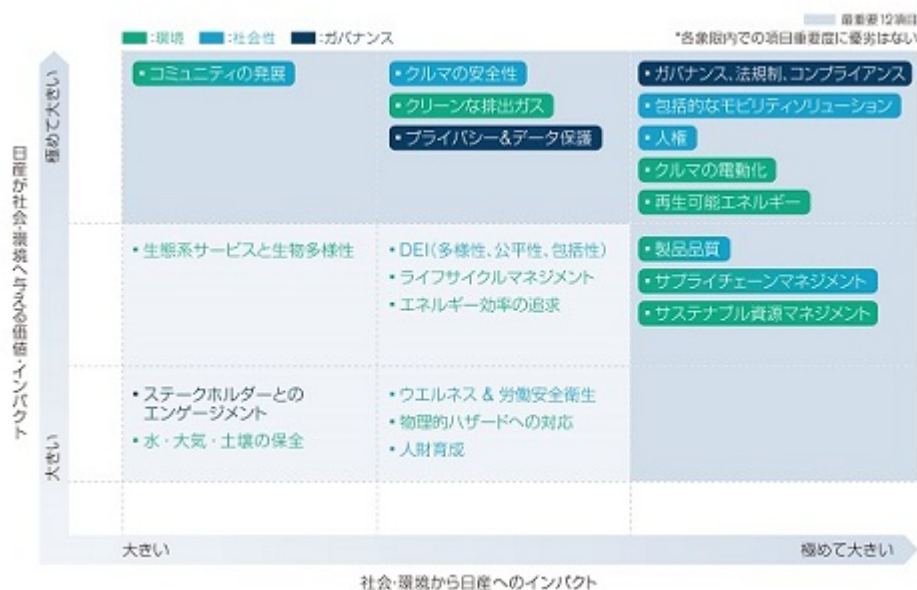 最重要12項目
■:環境 ■:社会性 ■:ガバナンス
*各象限内での項目重要度に優劣はない
極めて大きい
日産が社会・環境へ与える価値・インパクト
大きい
・コミュニティの発展
・クルマの安全性
・クリーンな排出ガス
・プライバシー&データ保護
・ガバナンス、法規制、コンプライアンス
・包括的なモビリティソリューション
・人権
・クルマの電動化
・再生可能エネルギー
・生態系サービスと生物多様性
・DEI(多様性、公平性、包括性)
・ライフサイクルマネジメント
・エネルギー効率の追求
・製品品質
・サプライチェーンマネジメント
・サステナブル資源マネジメント
・ステークホルダーとの
エンゲージメント
・水・大気・土壌の保全
・ウエルネス & 労働安全衛生
・物理的ハザードへの対応
・人財育成
大きい
極めて大きい
社会・環境から日産へのインパクト